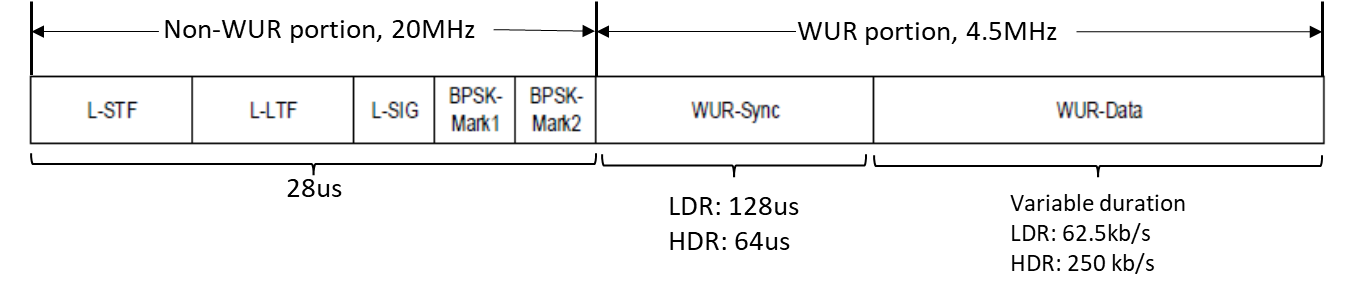 Non-WUR portion, 20MHz
WUR portion, 4.5MHz
L-STF
L-LTF
L-SIG
BPSK-
Mark1
BPSK-
Mark2
WUR-Sync
WUR-Data
28us
LDR: 128us
HDR: 64us
Variable duration
LDR: 62.5kb/s
HDR: 250 kb/s